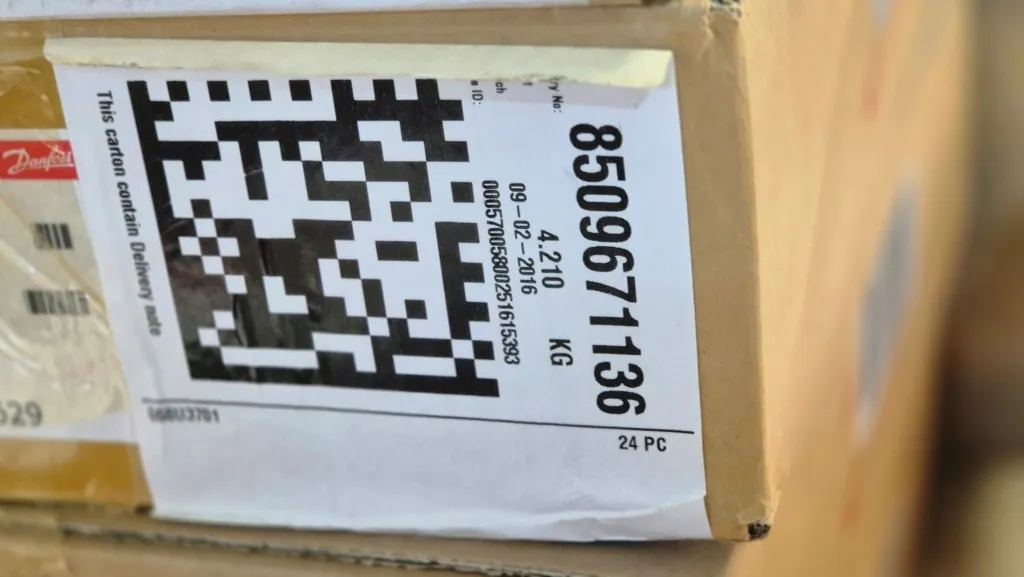 ry No: 8509671136
4.210 KG
ch 09-02-2016
e ID: 00057005800251615393
This carton contain Delivery note
24 PC
068U3701
Danfoss